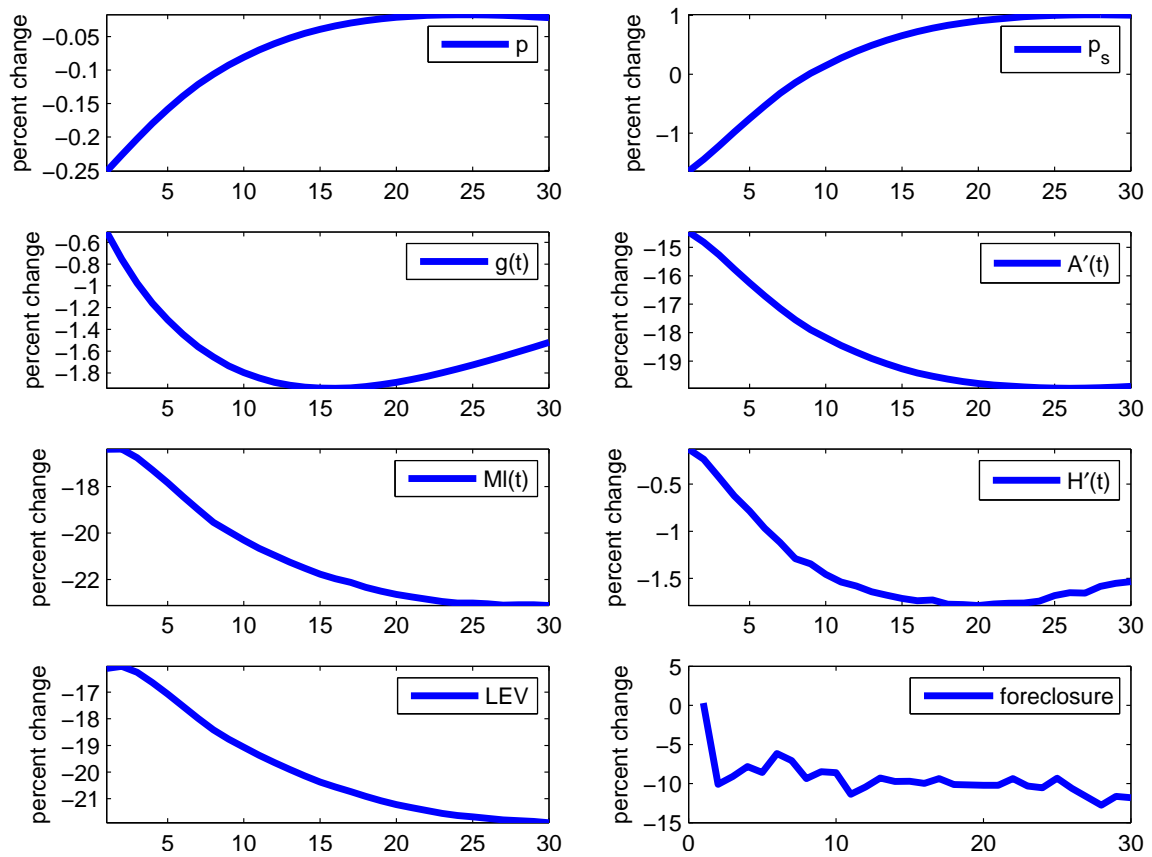 percent change
−0.05
−0.1
−0.15
−0.2
−0.25
5 10 15 20 25 30
p
percent change
1
0
−1
5 10 15 20 25 30
p_s
percent change
−0.6
−0.8
−1
−1.2
−1.4
−1.6
−1.8
5 10 15 20 25 30
g(t)
percent change
−15
−16
−17
−18
−19
5 10 15 20 25 30
A′(t)
percent change
−18
−20
−22
5 10 15 20 25 30
MI(t)
percent change
−0.5
−1
−1.5
5 10 15 20 25 30
H′(t)
percent change
−17
−18
−19
−20
−21
5 10 15 20 25 30
LEV
percent change
5
0
−5
−10
−15
0 10 20 30
foreclosure